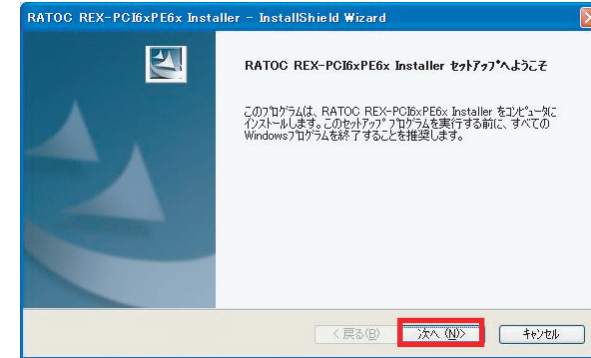 RATOC REX-PCI6xPE6x Installer - InstallShield Wizard
RATOC REX-PCI6xPE6x Installer ｾｯﾄｱｯﾌﾟへようこそ
このﾌﾟﾛｸﾞﾗﾑは、RATOC REX-PCI6xPE6x Installer をｺﾝﾋﾟｭｰﾀに
ｲﾝｽﾄｰﾙします。このｾｯﾄｱｯﾌﾟ ﾌﾟﾛｸﾞﾗﾑを実行する前に、すべての
Windowsﾌﾟﾛｸﾞﾗﾑを終了することを推奨します。
< 戻る(B)
次へ (N)>
ｷｬﾝｾﾙ